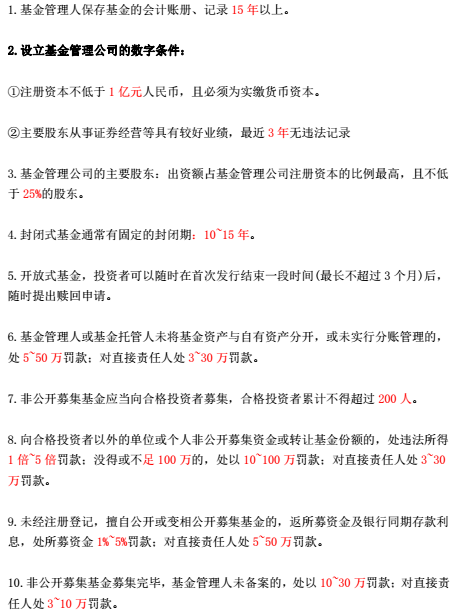 1.基金管理人保存基金的会计账册、记录 15 年以上。
2.设立基金管理公司的数字条件：
①注册资本不低于 1 亿元人民币，且必须为实缴货币资本。
②主要股东从事证券经营等具有较好业绩，最近 3 年无违法记录
3.基金管理公司的主要股东：出资额占基金管理公司注册资本的比例最高，且不低
于 25%的股东。
4.封闭式基金通常有固定的封闭期：10~15 年。
5.开放式基金，投资者可以随时在首次发行结束一段时间(最长不超过 3 个月)后，
随时提出赎回申请。
6.基金管理人或基金托管人未将基金资产与自有资产分开，或未实行分账管理的，
处 5~50 万罚款；对直接责任人处 3~30 万罚款。
7.非公开募集基金应当向合格投资者募集，合格投资者累计不得超过 200 人。
8.向合格投资者以外的单位或个人非公开募集资金或转让基金份额的，处违法所得
1 倍~5 倍罚款；没得或不足 100 万的，处以 10~100 万罚款；对直接责任人处 3~30
万罚款。
9.未经注册登记，擅自公开或变相公开募集基金的，返所募资金及银行同期存款利
息，处所募资金 1%~5%罚款；对直接责任人处 5~50 万罚款。
10.非公开募集基金募集完毕，基金管理人未备案的，处以 10~30 万罚款；对直接责
任人处 3~10 万罚款。